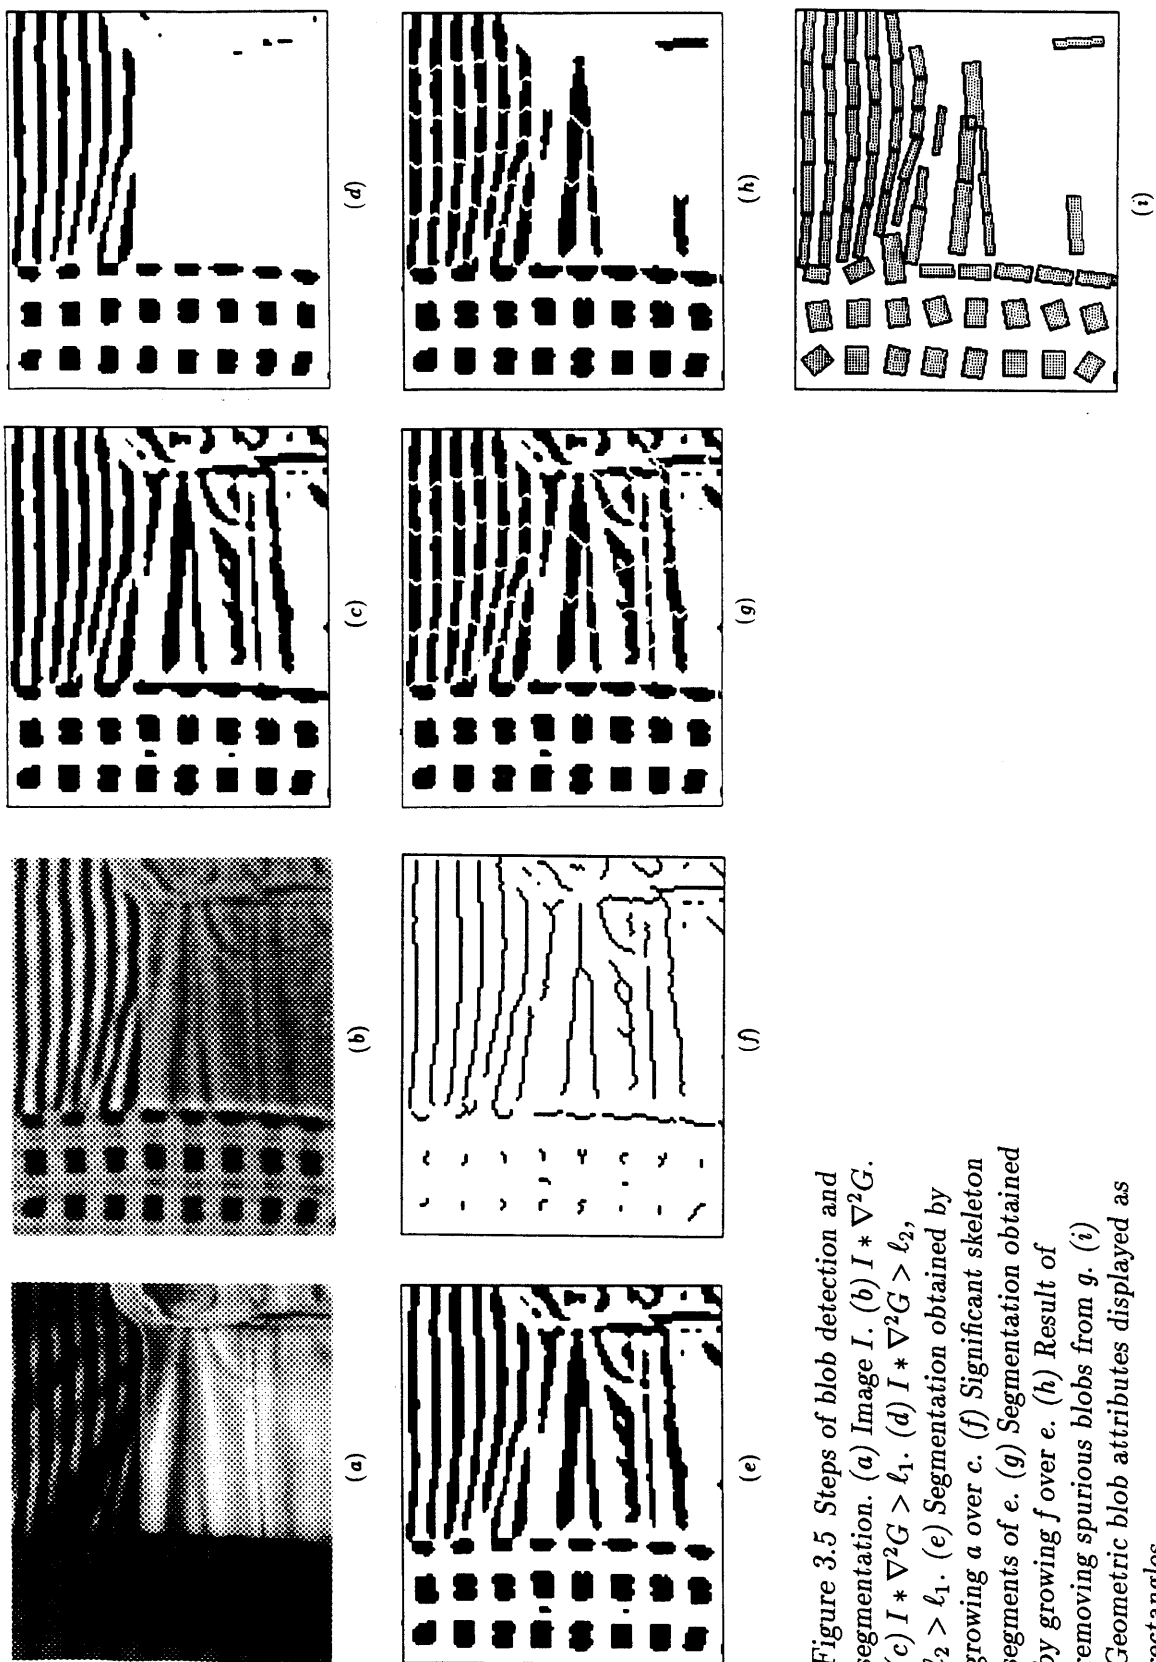 (a)
(b)
(c)
(d)
(e)
(f)
(g)
(h)
(i)
Figure 3.5 Steps of blob detection and
segmentation. (a) Image I. (b) I * ∇²G.
(c) I * ∇²G > ℓ₁. (d) I * ∇²G > ℓ₂,
ℓ₂ > ℓ₁. (e) Segmentation obtained by
growing a over c. (f) Significant skeleton
segments of e. (g) Segmentation obtained
by growing f over e. (h) Result of
removing spurious blobs from g. (i)
Geometric blob attributes displayed as
rectangles